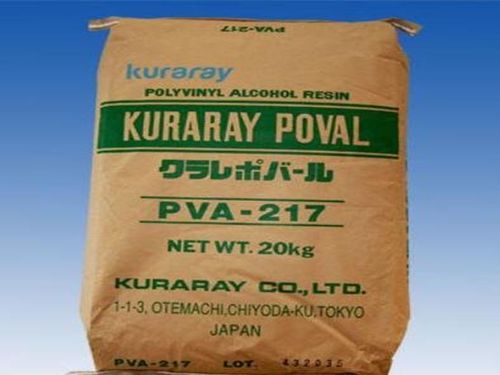 PVA-217
kuraray
POLYVINYL ALCOHOL RESIN
KURARAY POVAL
クラレポバール
PVA-217
NET WT. 20kg
KURARAY CO.,LTD.
1-1-3, OTEMACHI,CHIYODA-KU,TOKYO
JAPAN
PVA-217 LOT. 432035